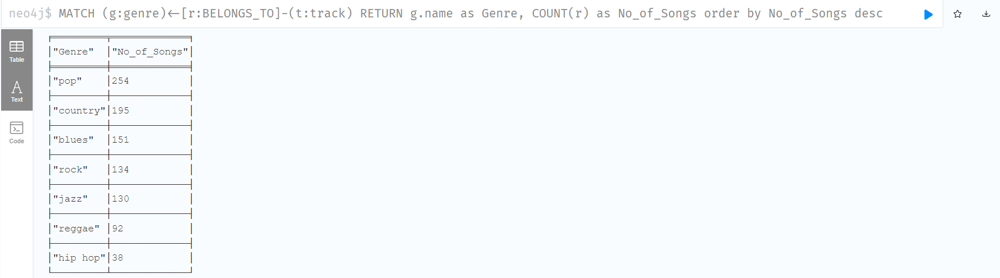 neo4j$ MATCH (g:genre)<-[r:BELONGS_TO]-(t:track) RETURN g.name as Genre, COUNT(r) as No_of_Songs order by No_of_Songs desc
Table
Text
Code
"Genre" "No_of_Songs"
"pop" 254
"country" 195
"blues" 151
"rock" 134
"jazz" 130
"reggae" 92
"hip hop" 38